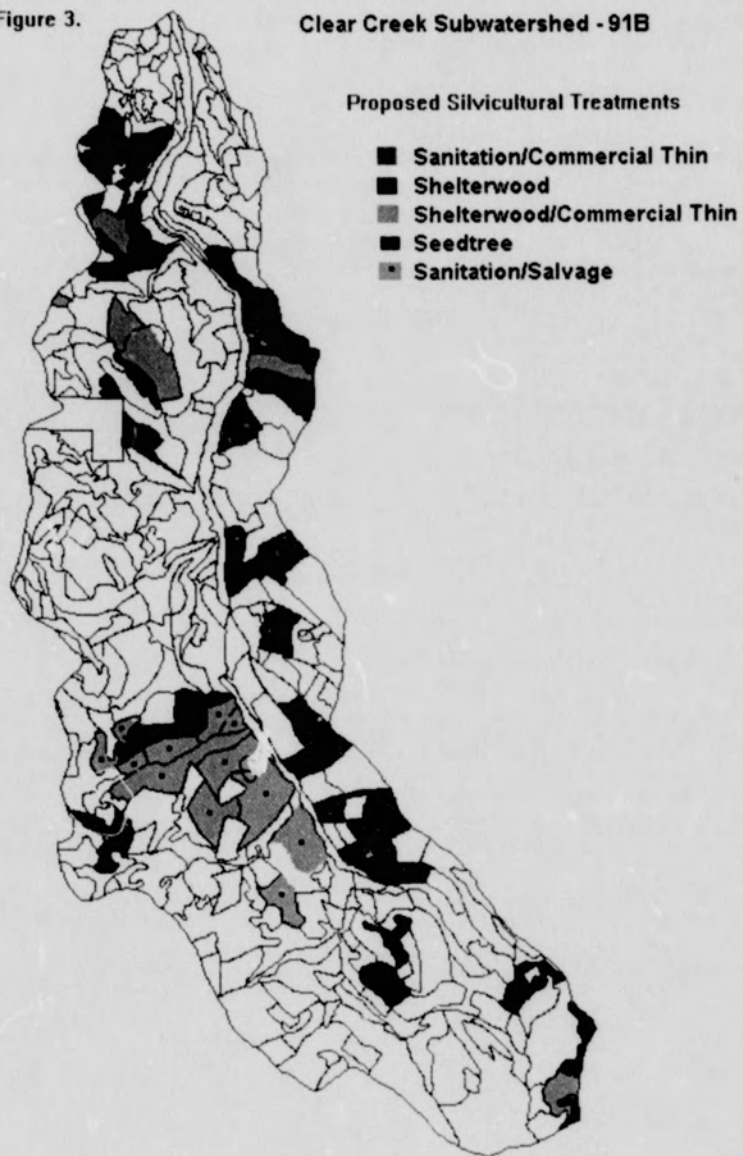 Figure 3.
Clear Creek Subwatershed - 91B
Proposed Silvicultural Treatments
Sanitation/Commercial Thin
Shelterwood
Shelterwood/Commercial Thin
Seedtree
Sanitation/Salvage